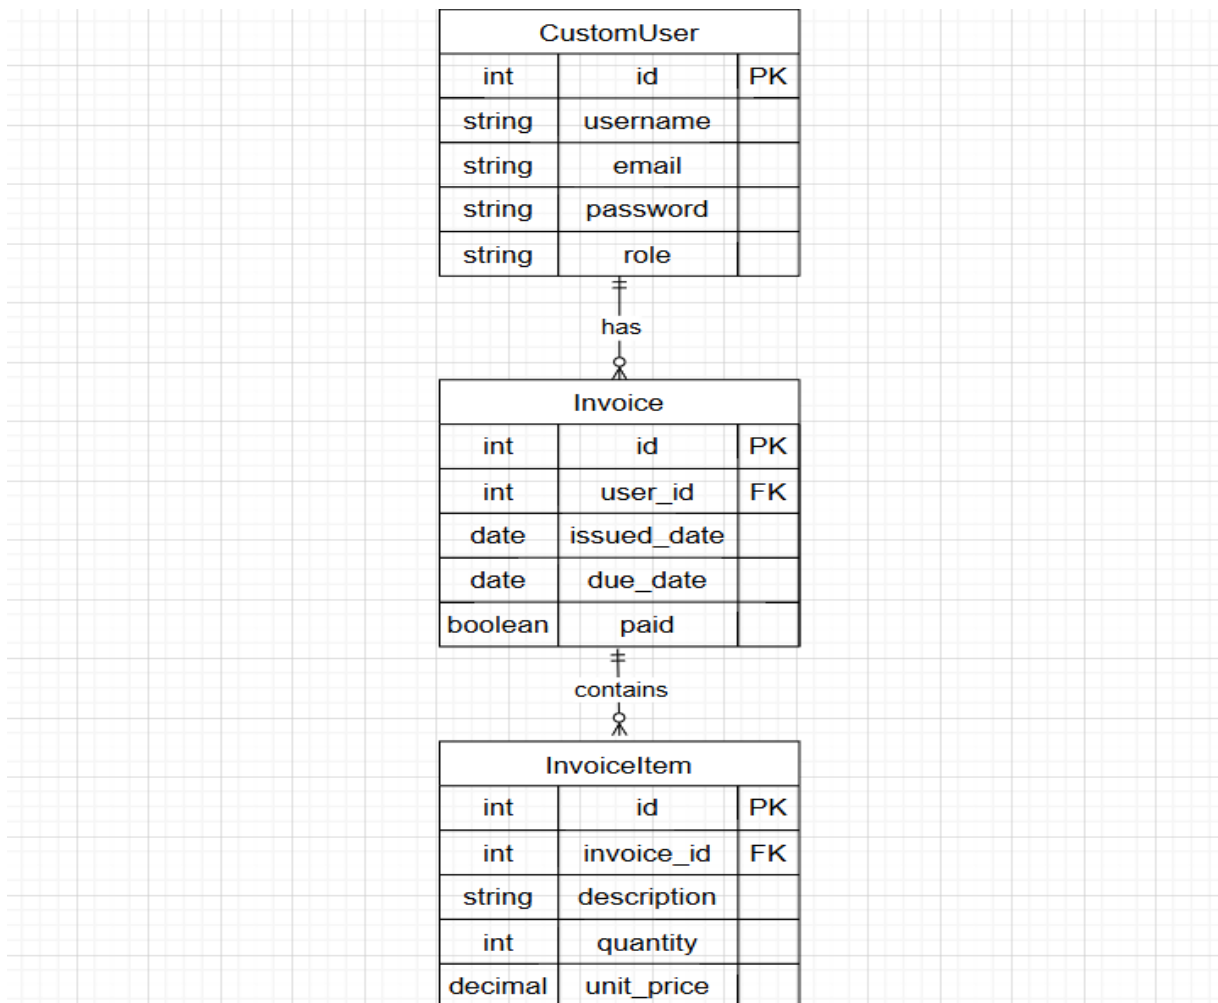 CustomUser
int id PK
string username
string email
string password
string role
has
Invoice
int id PK
int user_id FK
date issued_date
date due_date
boolean paid
contains
InvoiceItem
int id PK
int invoice_id FK
string description
int quantity
decimal unit_price